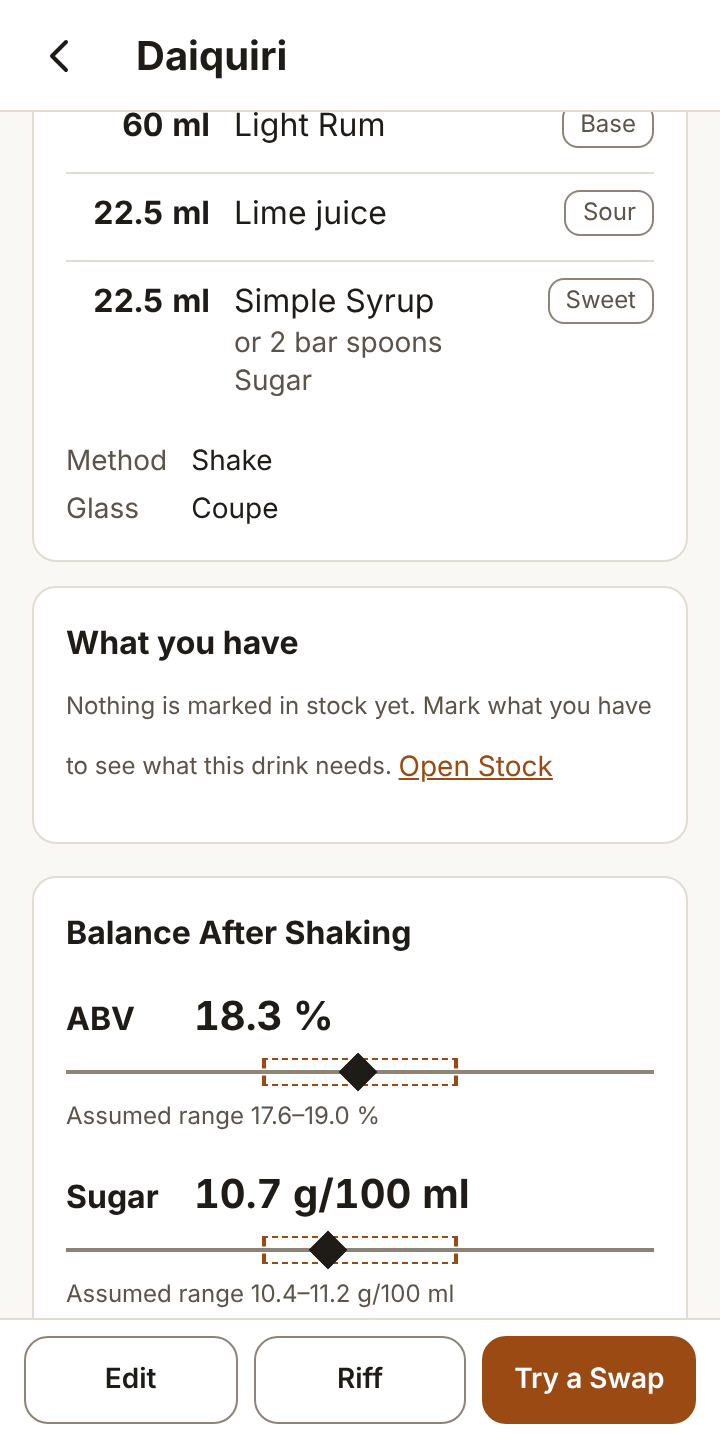 Daiquiri
60 ml Light Rum Base
22.5 ml Lime juice Sour
22.5 ml Simple Syrup Sweet
or 2 bar spoons
Sugar
Method Shake
Glass Coupe
What you have
Nothing is marked in stock yet. Mark what you have
to see what this drink needs. Open Stock
Balance After Shaking
ABV 18.3 %
Assumed range 17.6–19.0 %
Sugar 10.7 g/100 ml
Assumed range 10.4–11.2 g/100 ml
Edit Riff Try a Swap